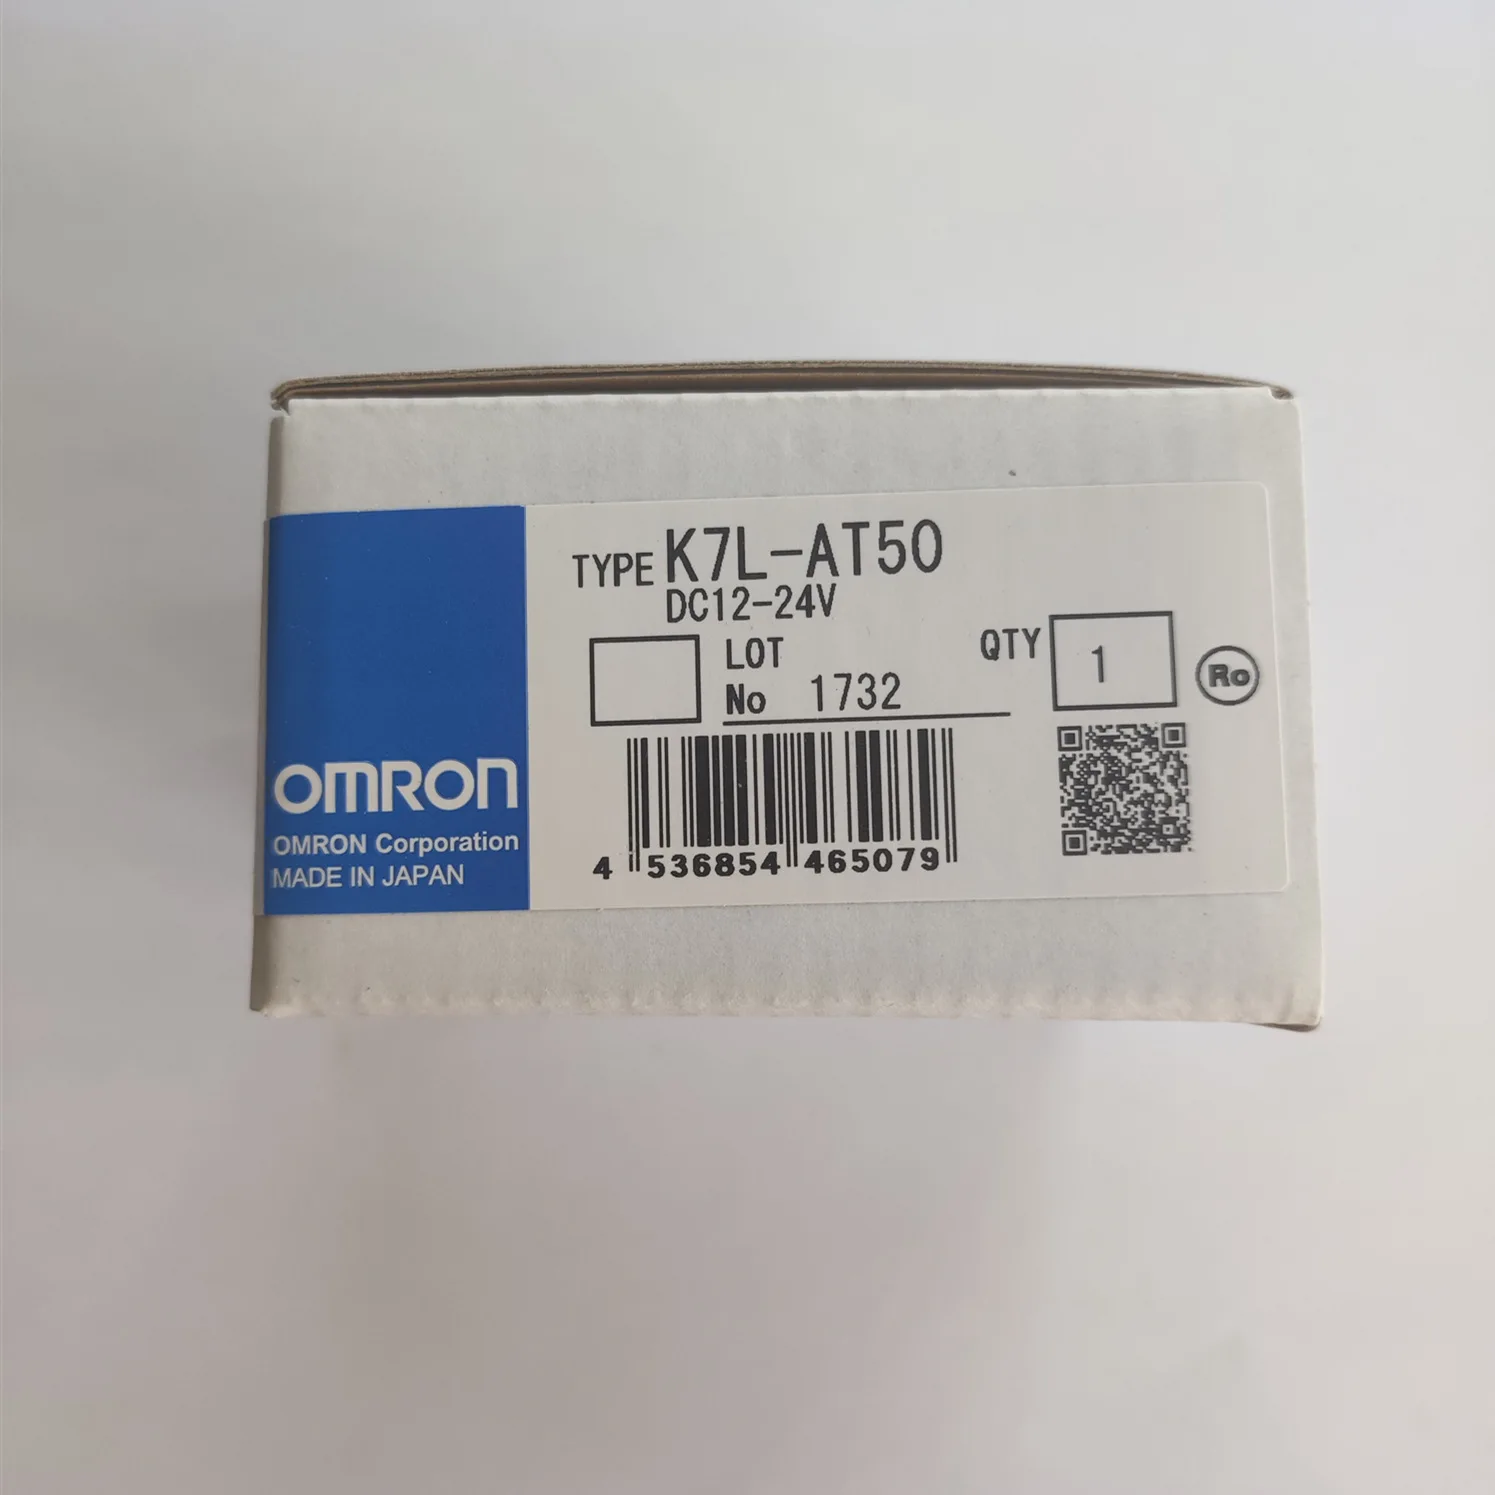 TYPE K7L-AT50
DC12-24V
LOT
No 1732
QTY 1
Ro
OMRON
OMRON Corporation
MADE IN JAPAN
4 536854 465079